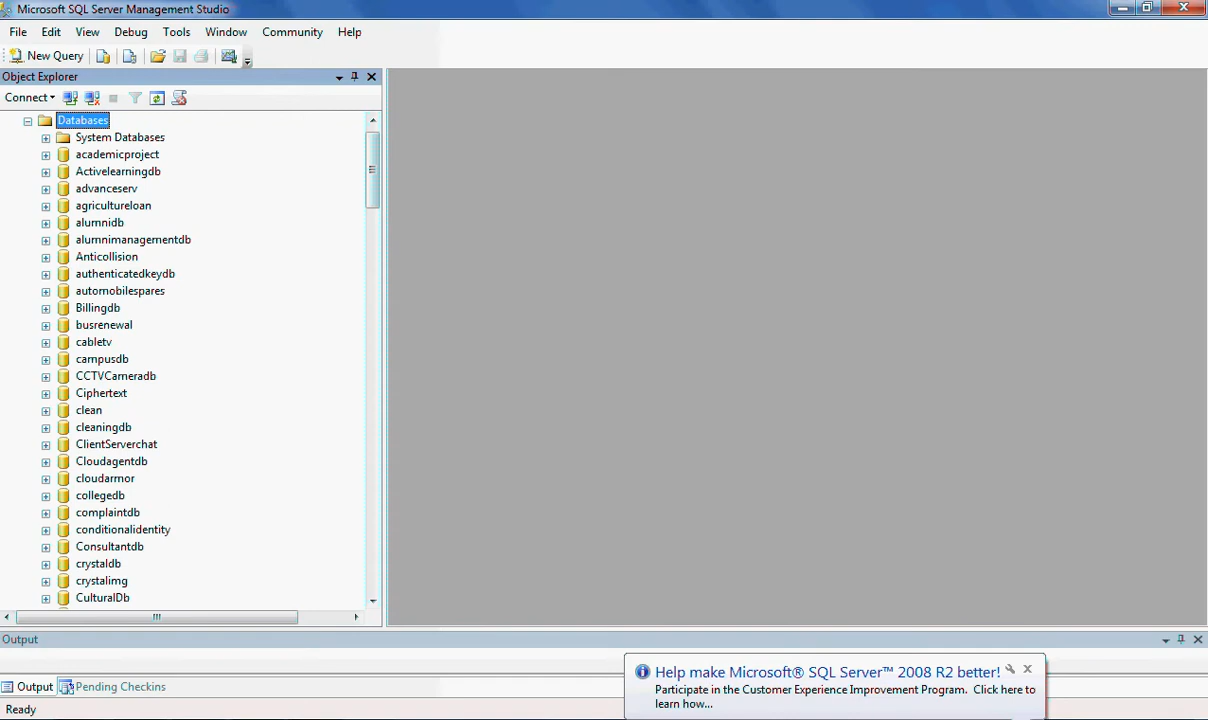 Microsoft SQL Server Management Studio
File Edit View Debug Tools Window Community Help
New Query
Object Explorer
Connect
Databases
System Databases
academicproject
Activelearningdb
advanceserv
agricultureloan
alumnidb
alumnimanagementdb
Anticollision
authenticatedkeydb
automobilespares
Billingdb
busrenewal
cabletv
campusdb
CCTVCameradb
Ciphertext
clean
cleaningdb
ClientServerchat
Cloudagentdb
cloudarmor
collegedb
complaintdb
conditionalidentity
Consultantdb
crystaldb
crystalimg
CulturalDb
Output
Help make Microsoft® SQL Server™ 2008 R2 better!
Participate in the Customer Experience Improvement Program. Click here to
learn how...
Output Pending Checkins
Ready